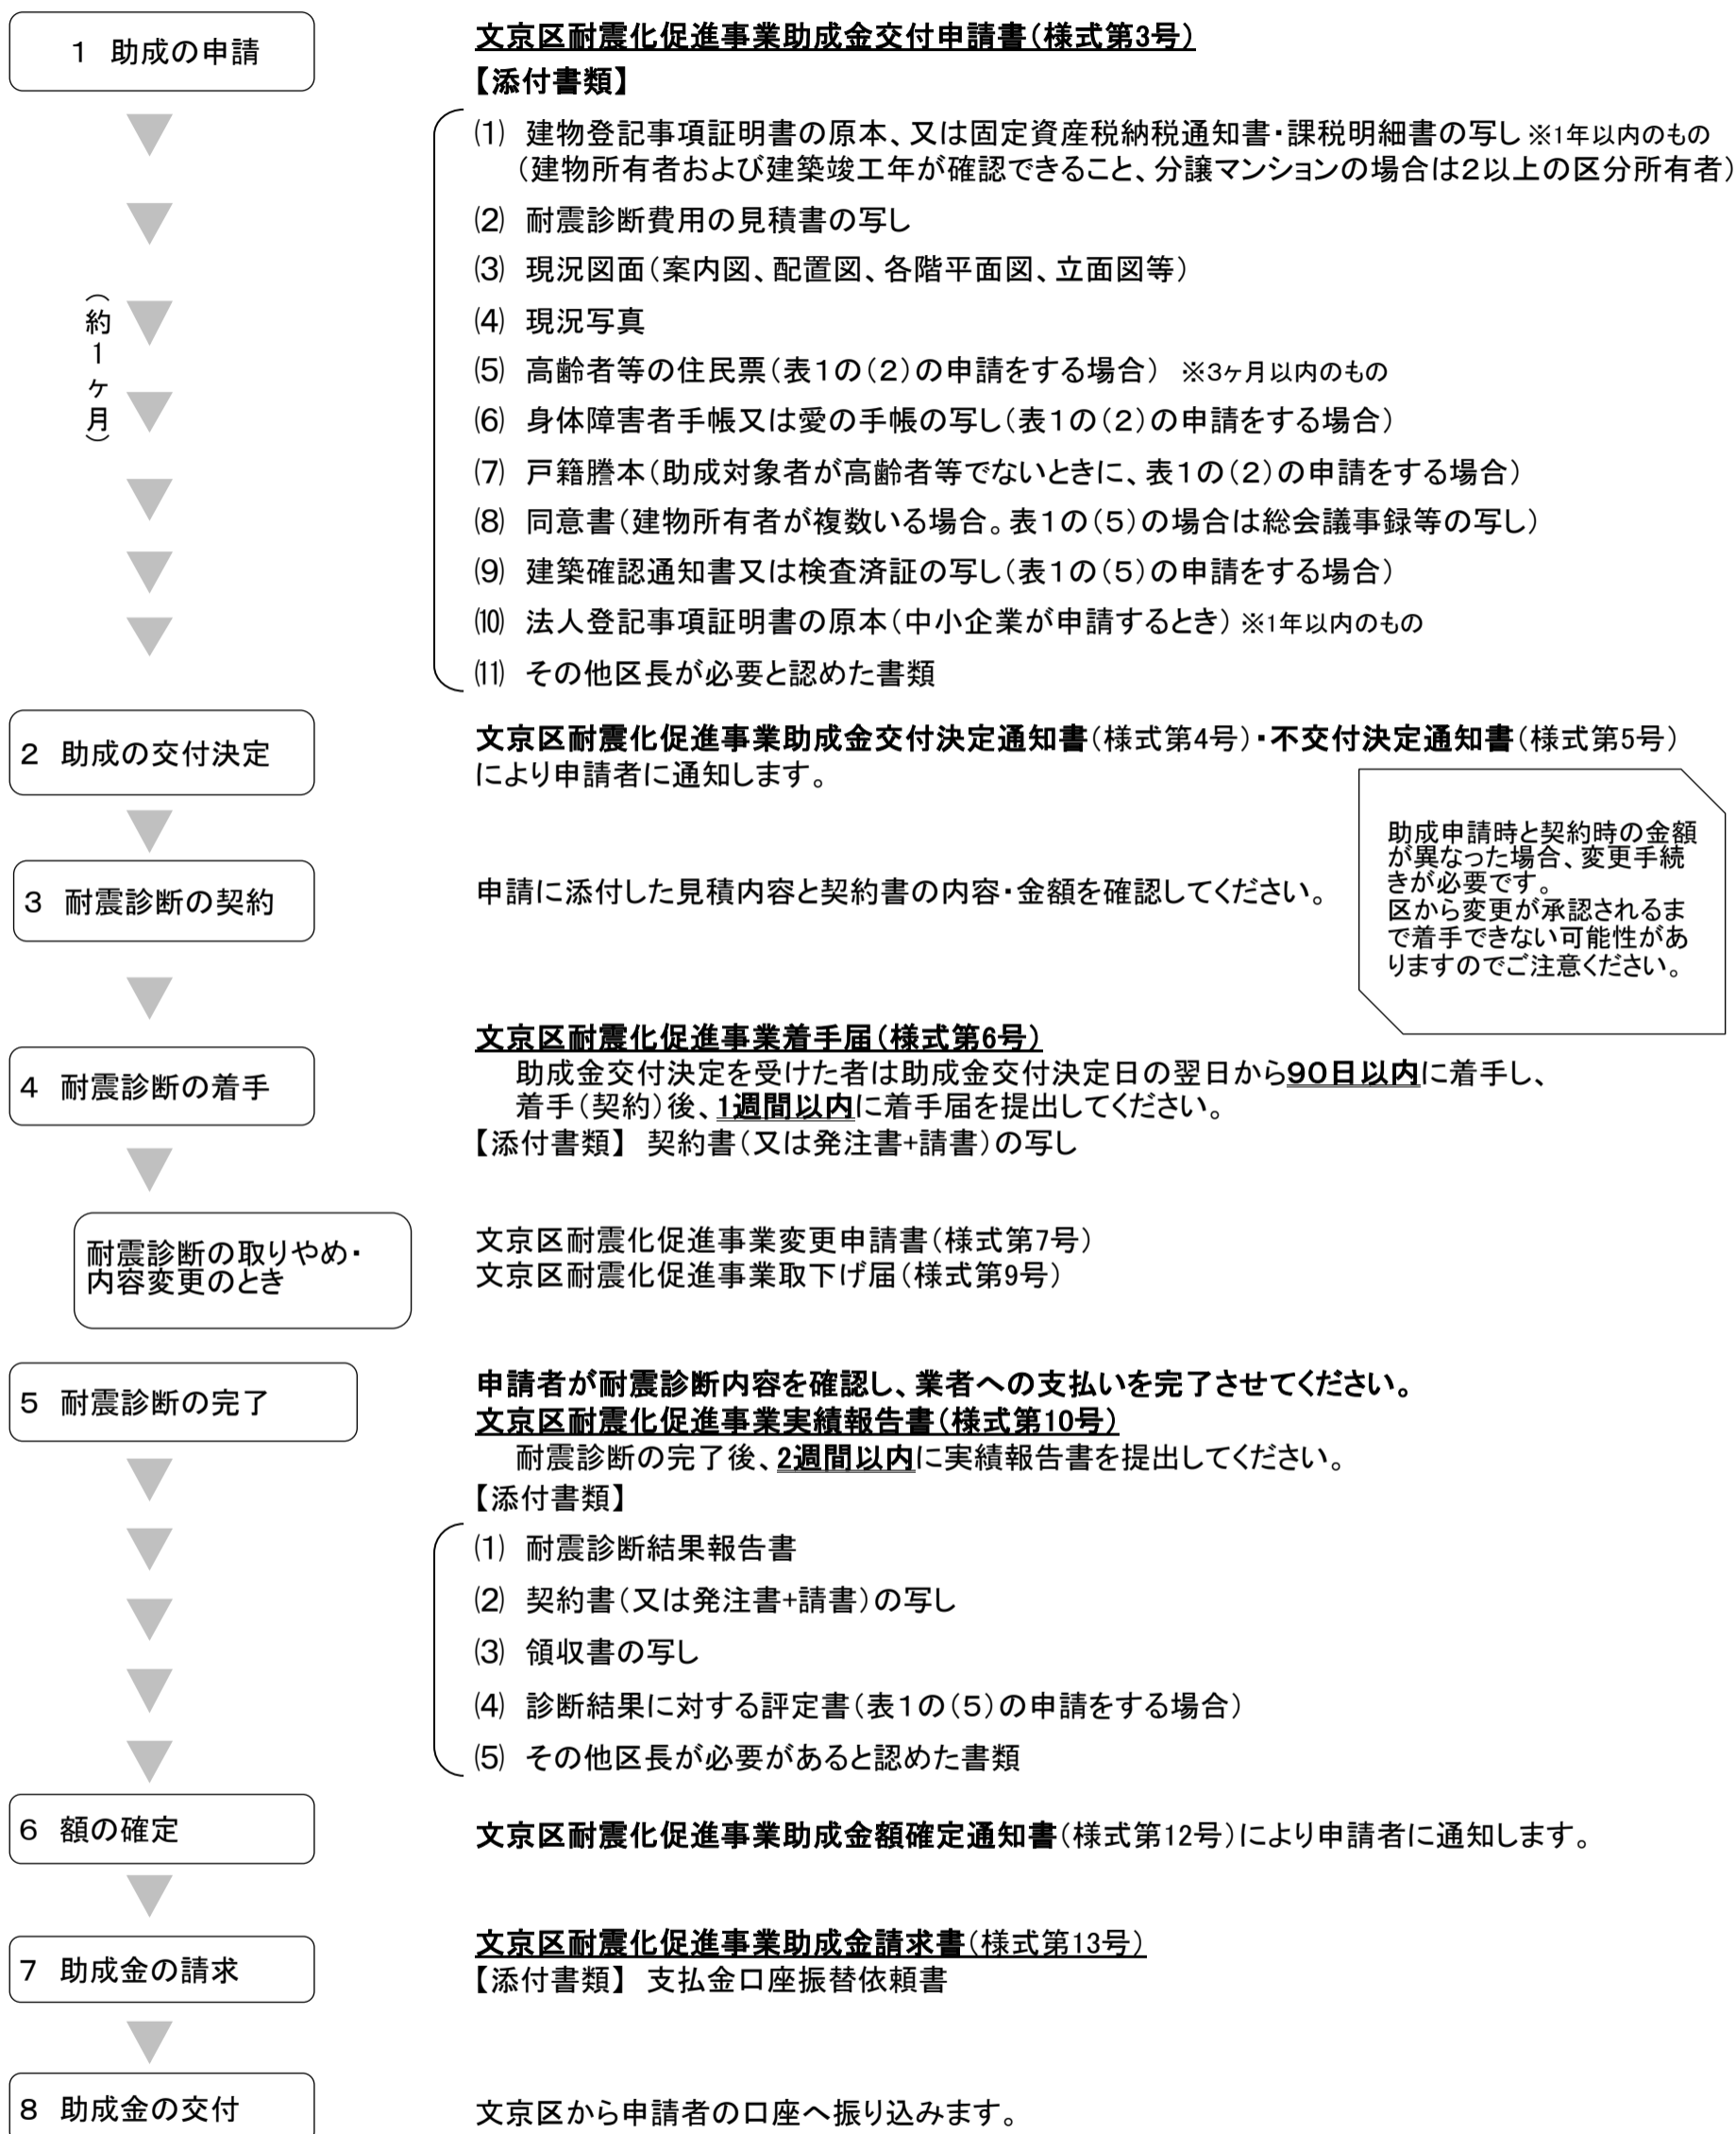 1 助成の申請
文京区耐震化促進事業助成金交付申請書(様式第3号)
【添付書類】
(約1ヶ月)
⑴ 建物登記事項証明書の原本、又は固定資産税納税通知書・課税明細書の写し ※1年以内のもの
(建物所有者および建築竣工年が確認できること、分譲マンションの場合は2以上の区分所有者)
⑵ 耐震診断費用の見積書の写し
⑶ 現況図面(案内図、配置図、各階平面図、立面図等)
⑷ 現況写真
⑸ 高齢者等の住民票(表1の(2)の申請をする場合) ※3ヶ月以内のもの
⑹ 身体障害者手帳又は愛の手帳の写し(表1の(2)の申請をする場合)
⑺ 戸籍謄本(助成対象者が高齢者等でないときに、表1の(2)の申請をする場合)
⑻ 同意書(建物所有者が複数いる場合。表1の(5)の場合は総会議事録等の写し)
⑼ 建築確認通知書又は検査済証の写し(表1の(5)の申請をする場合)
⑽ 法人登記事項証明書の原本(中小企業が申請するとき) ※1年以内のもの
⑾ その他区長が必要と認めた書類
2 助成の交付決定
文京区耐震化促進事業助成金交付決定通知書(様式第4号)・不交付決定通知書(様式第5号)
により申請者に通知します。
3 耐震診断の契約
申請に添付した見積内容と契約書の内容・金額を確認してください。
助成申請時と契約時の金額
が異なった場合、変更手続
きが必要です。
区から変更が承認されるま
で着手できない可能性があ
りますのでご注意ください。
4 耐震診断の着手
文京区耐震化促進事業着手届(様式第6号)
助成金交付決定を受けた者は助成金交付決定日の翌日から90日以内に着手し、
着手(契約)後、1週間以内に着手届を提出してください。
【添付書類】 契約書(又は発注書+請書)の写し
耐震診断の取りやめ・
内容変更のとき
文京区耐震化促進事業変更申請書(様式第7号)
文京区耐震化促進事業取下げ届(様式第9号)
5 耐震診断の完了
申請者が耐震診断内容を確認し、業者への支払いを完了させてください。
文京区耐震化促進事業実績報告書(様式第10号)
耐震診断の完了後、2週間以内に実績報告書を提出してください。
【添付書類】
⑴ 耐震診断結果報告書
⑵ 契約書(又は発注書+請書)の写し
⑶ 領収書の写し
⑷ 診断結果に対する評定書(表1の(5)の申請をする場合)
⑸ その他区長が必要があると認めた書類
6 額の確定
文京区耐震化促進事業助成金額確定通知書(様式第12号)により申請者に通知します。
7 助成金の請求
文京区耐震化促進事業助成金請求書(様式第13号)
【添付書類】 支払金口座振替依頼書
8 助成金の交付
文京区から申請者の口座へ振り込みます。